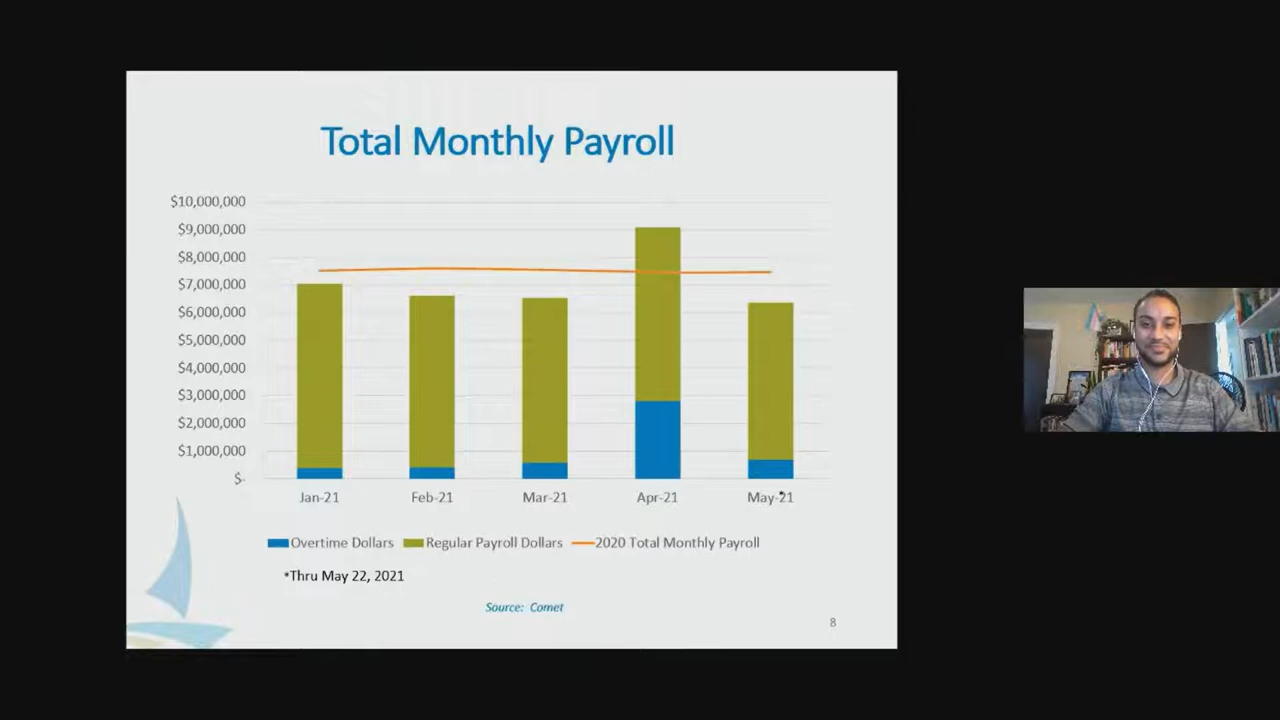 Total Monthly Payroll
$10,000,000
$9,000,000
$8,000,000
$7,000,000
$6,000,000
$5,000,000
$4,000,000
$3,000,000
$2,000,000
$1,000,000
$-
Jan-21 Feb-21 Mar-21 Apr-21 May-21
*
Overtime Dollars Regular Payroll Dollars 2020 Total Monthly Payroll
*Thru May 22, 2021
Source: Comet
8